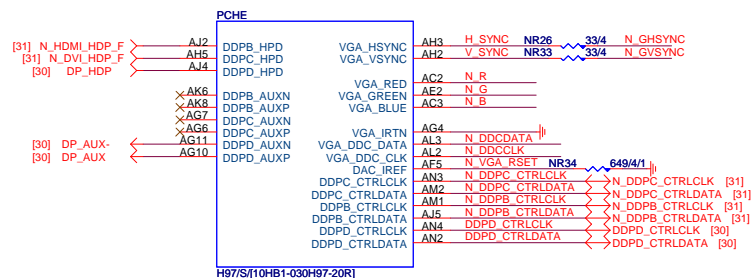 PCHE
[31] N_HDMI_HDP_F AJ2 DDPB_HPD VGA_HSYNC AH3 H_SYNC NR26 33/4 N_GHSYNC
[31] N_DVI_HDP_F AH5 DDPC_HPD VGA_VSYNC AH2 V_SYNC NR33 33/4 N_GVSYNC
[30] DP_HDP AJ4 DDPD_HPD
VGA_RED AC2 N_R
AK6 DDPB_AUXN VGA_GREEN AE2 N_G
AK8 DDPB_AUXP VGA_BLUE AC3 N_B
AG7 DDPC_AUXN
AG6 DDPC_AUXP VGA_IRTN AG4
[30] DP_AUX- AG11 DDPD_AUXN VGA_DDC_DATA AL3 N_DDCDATA
[30] DP_AUX AG10 DDPD_AUXP VGA_DDC_CLK AL2 N_DDCCLK
DAC_IREF AF5 N_VGA_RSET NR34 649/4/1
DDPC_CTRLCLK AN3 N_DDPC_CTRLCLK N_DDPC_CTRLCLK [31]
DDPC_CTRLDATA AM2 N_DDPC_CTRLDATA N_DDPC_CTRLDATA [31]
DDPB_CTRLCLK AM1 N_DDPB_CTRLCLK N_DDPB_CTRLCLK [31]
DDPB_CTRLDATA AJ5 N_DDPB_CTRLDATA N_DDPB_CTRLDATA [31]
DDPD_CTRLCLK AN4 DDPD_CTRLCLK DDPD_CTRLCLK [30]
DDPD_CTRLDATA AN2 DDPD_CTRLDATA DDPD_CTRLDATA [30]
H97/S/[10HB1-030H97-20R]